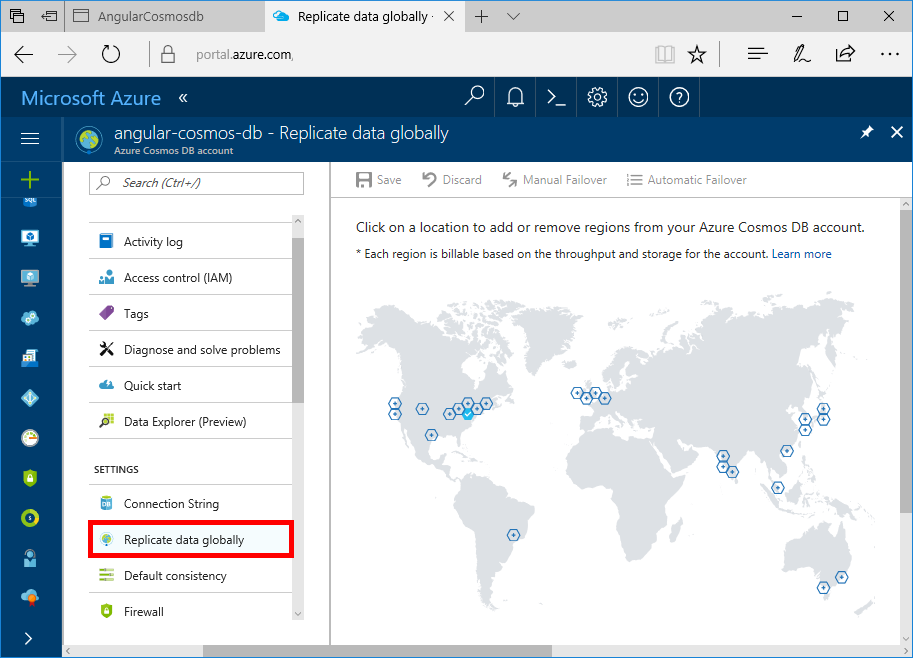 AngularCosmosdb
Replicate data globally ·
portal.azure.com,
Microsoft Azure «
angular-cosmos-db - Replicate data globally
Azure Cosmos DB account
Search (Ctrl+/)
Save Discard Manual Failover Automatic Failover
Click on a location to add or remove regions from your Azure Cosmos DB account.
* Each region is billable based on the throughput and storage for the account. Learn more
Activity log
Access control (IAM)
Tags
Diagnose and solve problems
Quick start
Data Explorer (Preview)
SETTINGS
Connection String
Replicate data globally
Default consistency
Firewall
SQL
DB